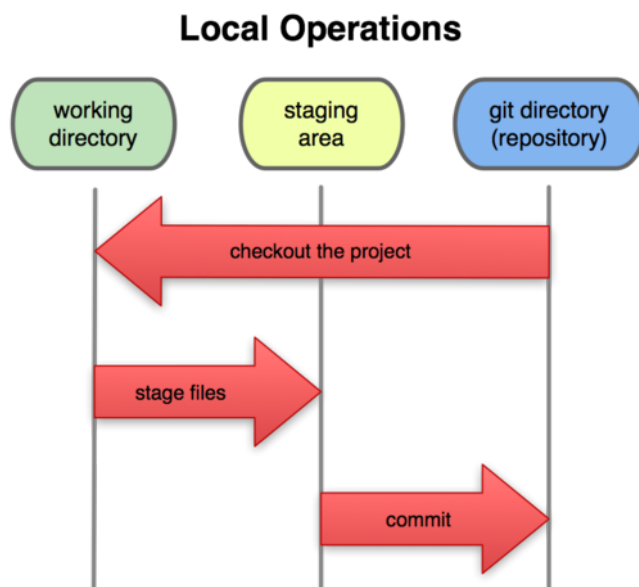 Local Operations
working
directory
staging
area
git directory
(repository)
checkout the project
stage files
commit